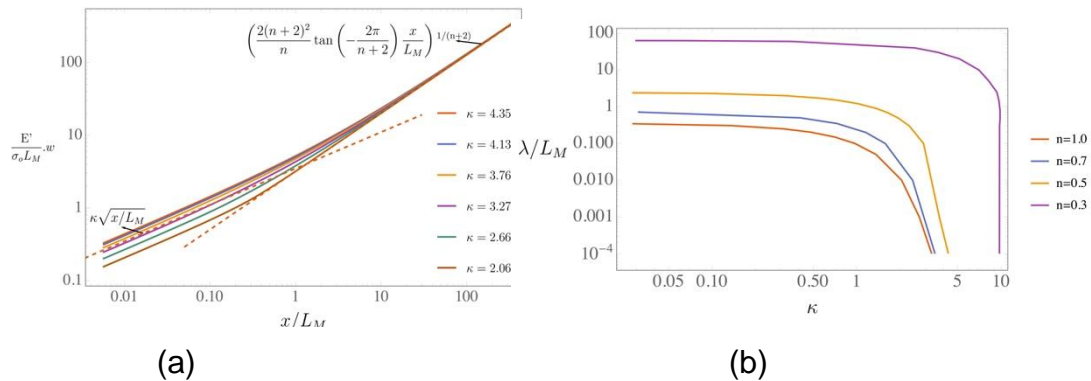 100
10
1
0.1
0.01
0.10
1
10
100
x/L_M
E'
σ_o L_M .w
(2(n+2)²/n tan(-2π/(n+2)) x/L_M)^{1/(n+2)}
κ√x/L_M
κ = 4.35
κ = 4.13
κ = 3.76
κ = 3.27
κ = 2.66
κ = 2.06
(a)
λ/L_M
100
10
1
0.100
0.010
0.001
10⁻⁴
0.05
0.10
0.50
1
5
10
κ
n=1.0
n=0.7
n=0.5
n=0.3
(b)